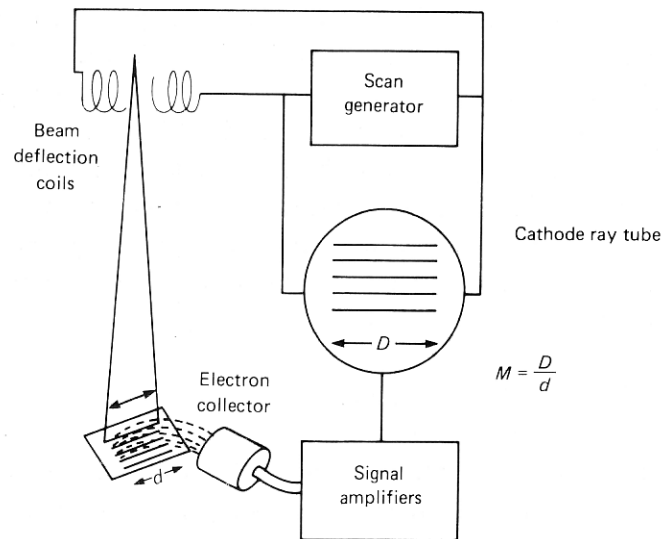 Scan
generator
Beam
deflection
coils
Cathode ray tube
D
M = D/d
Electron
collector
d
Signal
amplifiers